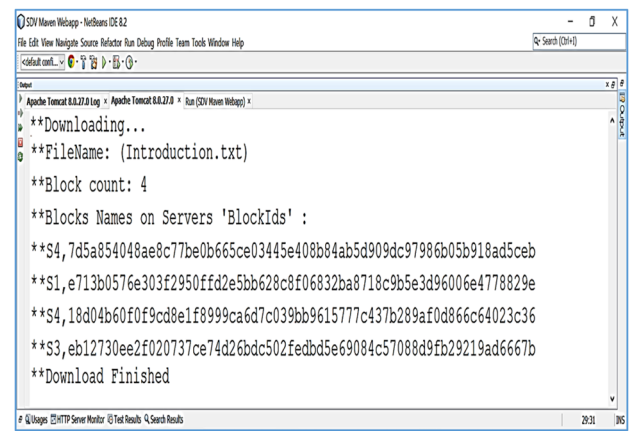 SDV Maven Webapp - NetBeans IDE 8.2
File Edit View Navigate Source Refactor Run Debug Profile Team Tools Window Help
Search (Ctrl+I)
<default confi...
Output
Apache Tomcat 8.0.27.0 Log × Apache Tomcat 8.0.27.0 × Run (SDV Maven Webapp) ×
Output
**Downloading...
**FileName: (Introduction.txt)
**Block count: 4
**Blocks Names on Servers 'BlockIds' :
**S4,7d5a854048ae8c77be0b665ce03445e408b84ab5d909dc97986b05b918ad5ceb
**S1,e713b0576e303f2950ffd2e5bb628c8f06832ba8718c9b5e3d96006e4778829e
**S4,18d04b60f0f9cd8e1f8999ca6d7c039bb9615777c437b289af0d866c64023c36
**S3,eb12730ee2f020737ce74d26bdc502fedbd5e69084c57088d9fb29219ad6667b
**Download Finished
Usages HTTP Server Monitor Test Results Search Results
29:31 INS